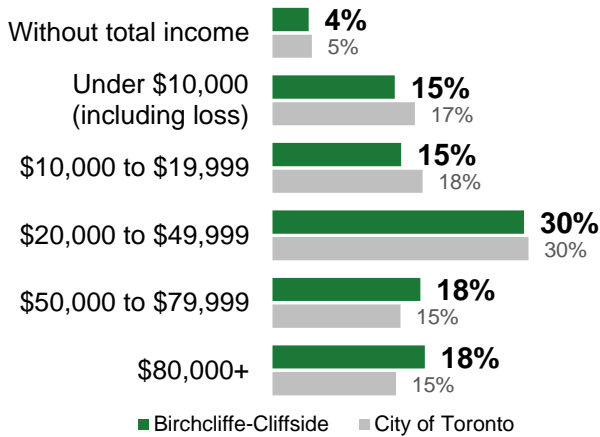 Without total income
4%
5%
Under $10,000
(including loss)
15%
17%
$10,000 to $19,999
15%
18%
$20,000 to $49,999
30%
30%
$50,000 to $79,999
18%
15%
$80,000+
18%
15%
Birchcliffe-Cliffside City of Toronto